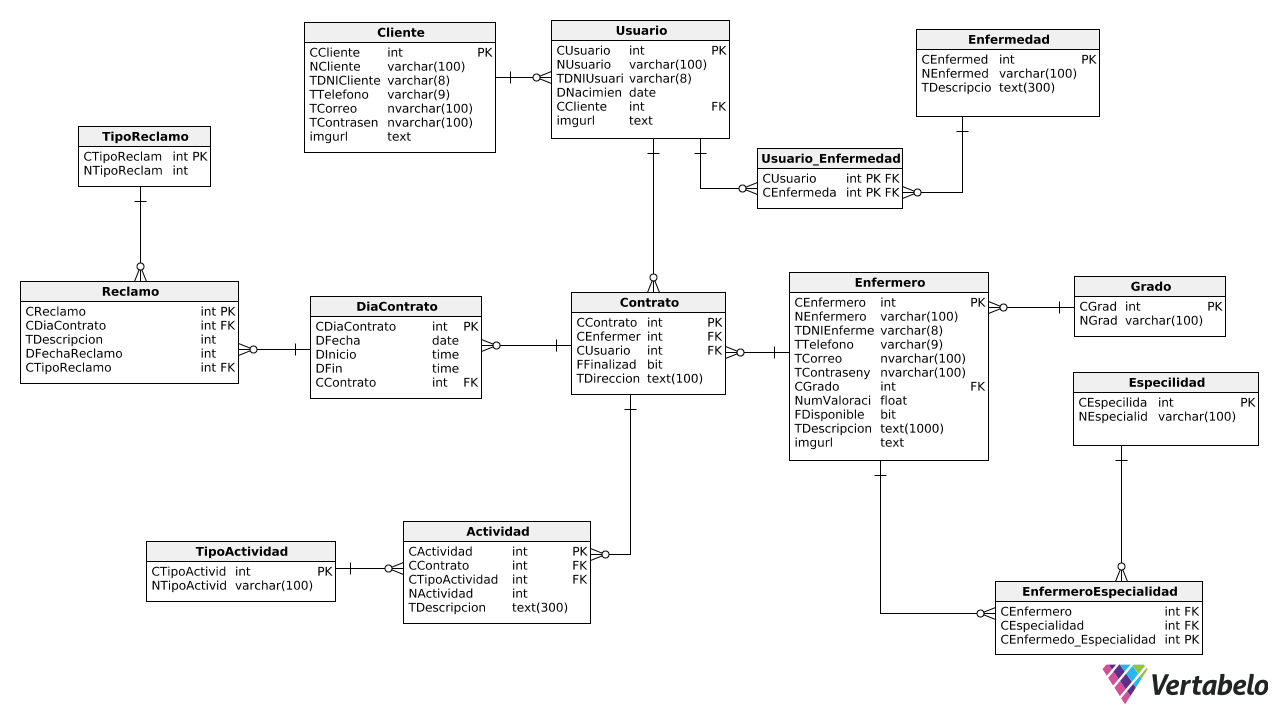 Cliente
CCliente int PK
NCliente varchar(100)
TDNICliente varchar(8)
TTelefono varchar(9)
TCorreo nvarchar(100)
TContrasen nvarchar(100)
imgurl text
Usuario
CUsuario int PK
NUsuario varchar(100)
TDNIUsuari varchar(8)
DNacimien date
CCliente int FK
imgurl text
Enfermedad
CEnfermed int PK
NEnfermed varchar(100)
TDescripcio text(300)
TipoReclamo
CTipoReclam int PK
NTipoReclam int
Usuario_Enfermedad
CUsuario int PK FK
CEnfermeda int PK FK
Reclamo
CReclamo int PK
CDiaContrato int FK
TDescripcion int
DFechaReclamo int
CTipoReclamo int FK
DiaContrato
CDiaContrato int PK
DFecha date
DInicio time
DFin time
CContrato int FK
Contrato
CContrato int PK
CEnfermer int FK
CUsuario int FK
FFinalizad bit
TDireccion text(100)
Enfermero
CEnfermero int PK
NEnfermero varchar(100)
TDNIEnferme varchar(8)
TTelefono varchar(9)
TCorreo nvarchar(100)
TContraseny nvarchar(100)
CGrado int FK
NumValoraci float
FDisponible bit
TDescripcion text(1000)
imgurl text
Grado
CGrad int PK
NGrad varchar(100)
Especilidad
CEspecilida int PK
NEspecialid varchar(100)
TipoActividad
CTipoActivid int PK
NTipoActivid varchar(100)
Actividad
CActividad int PK
CContrato int FK
CTipoActividad int FK
NActividad int
TDescripcion text(300)
EnfermeroEspecialidad
CEnfermero int FK
CEspecialidad int FK
CEnfermedo_Especialidad int PK
Vertabelo